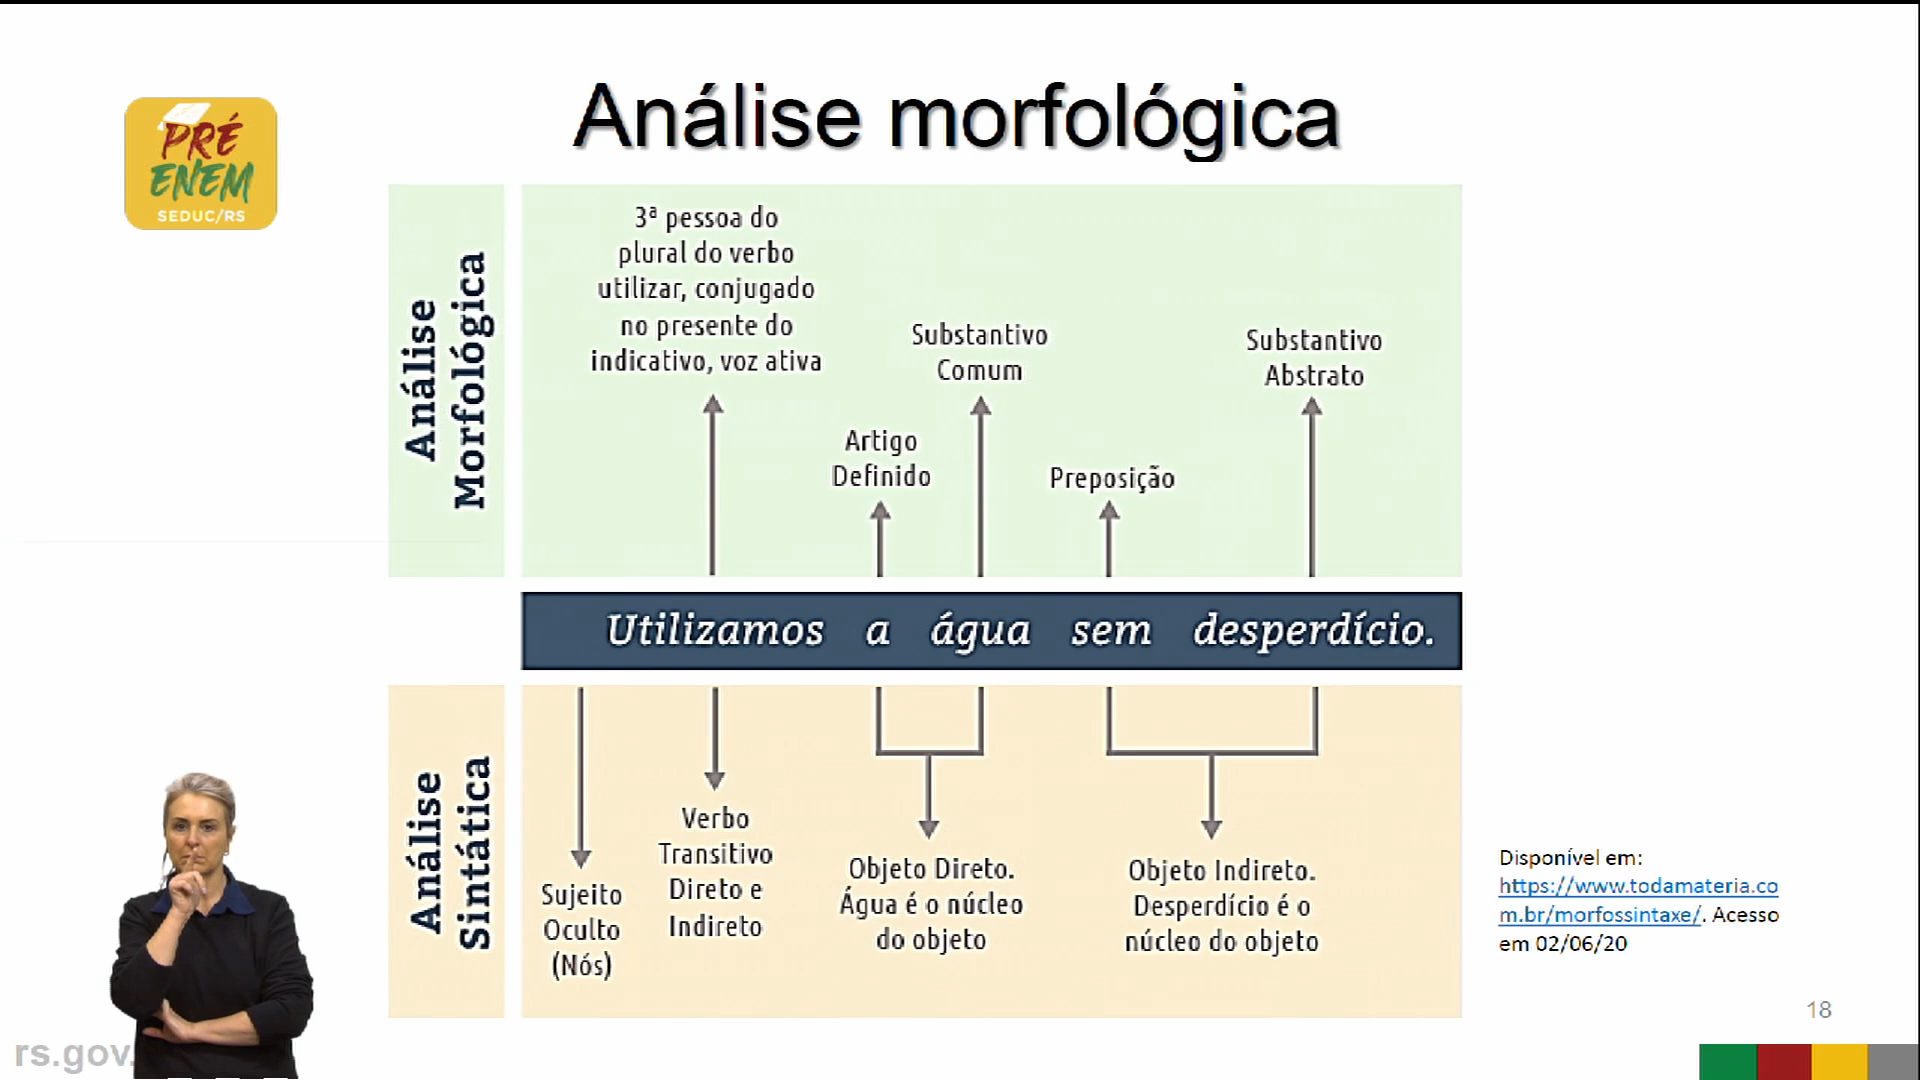 Análise morfológica
PRÉ
ENEM
SEDUC/RS
Análise
Morfológica
3ª pessoa do
plural do verbo
utilizar, conjugado
no presente do
indicativo, voz ativa
Artigo
Definido
Substantivo
Comum
Preposição
Substantivo
Abstrato
Utilizamos a água sem desperdício.
Análise
Sintática
Sujeito
Oculto
(Nós)
Verbo
Transitivo
Direto e
Indireto
Objeto Direto.
Água é o núcleo
do objeto
Objeto Indireto.
Desperdício é o
núcleo do objeto
Disponível em:
https://www.todamateria.co
m.br/morfossintaxe/. Acesso
em 02/06/20
18
rs.gov.